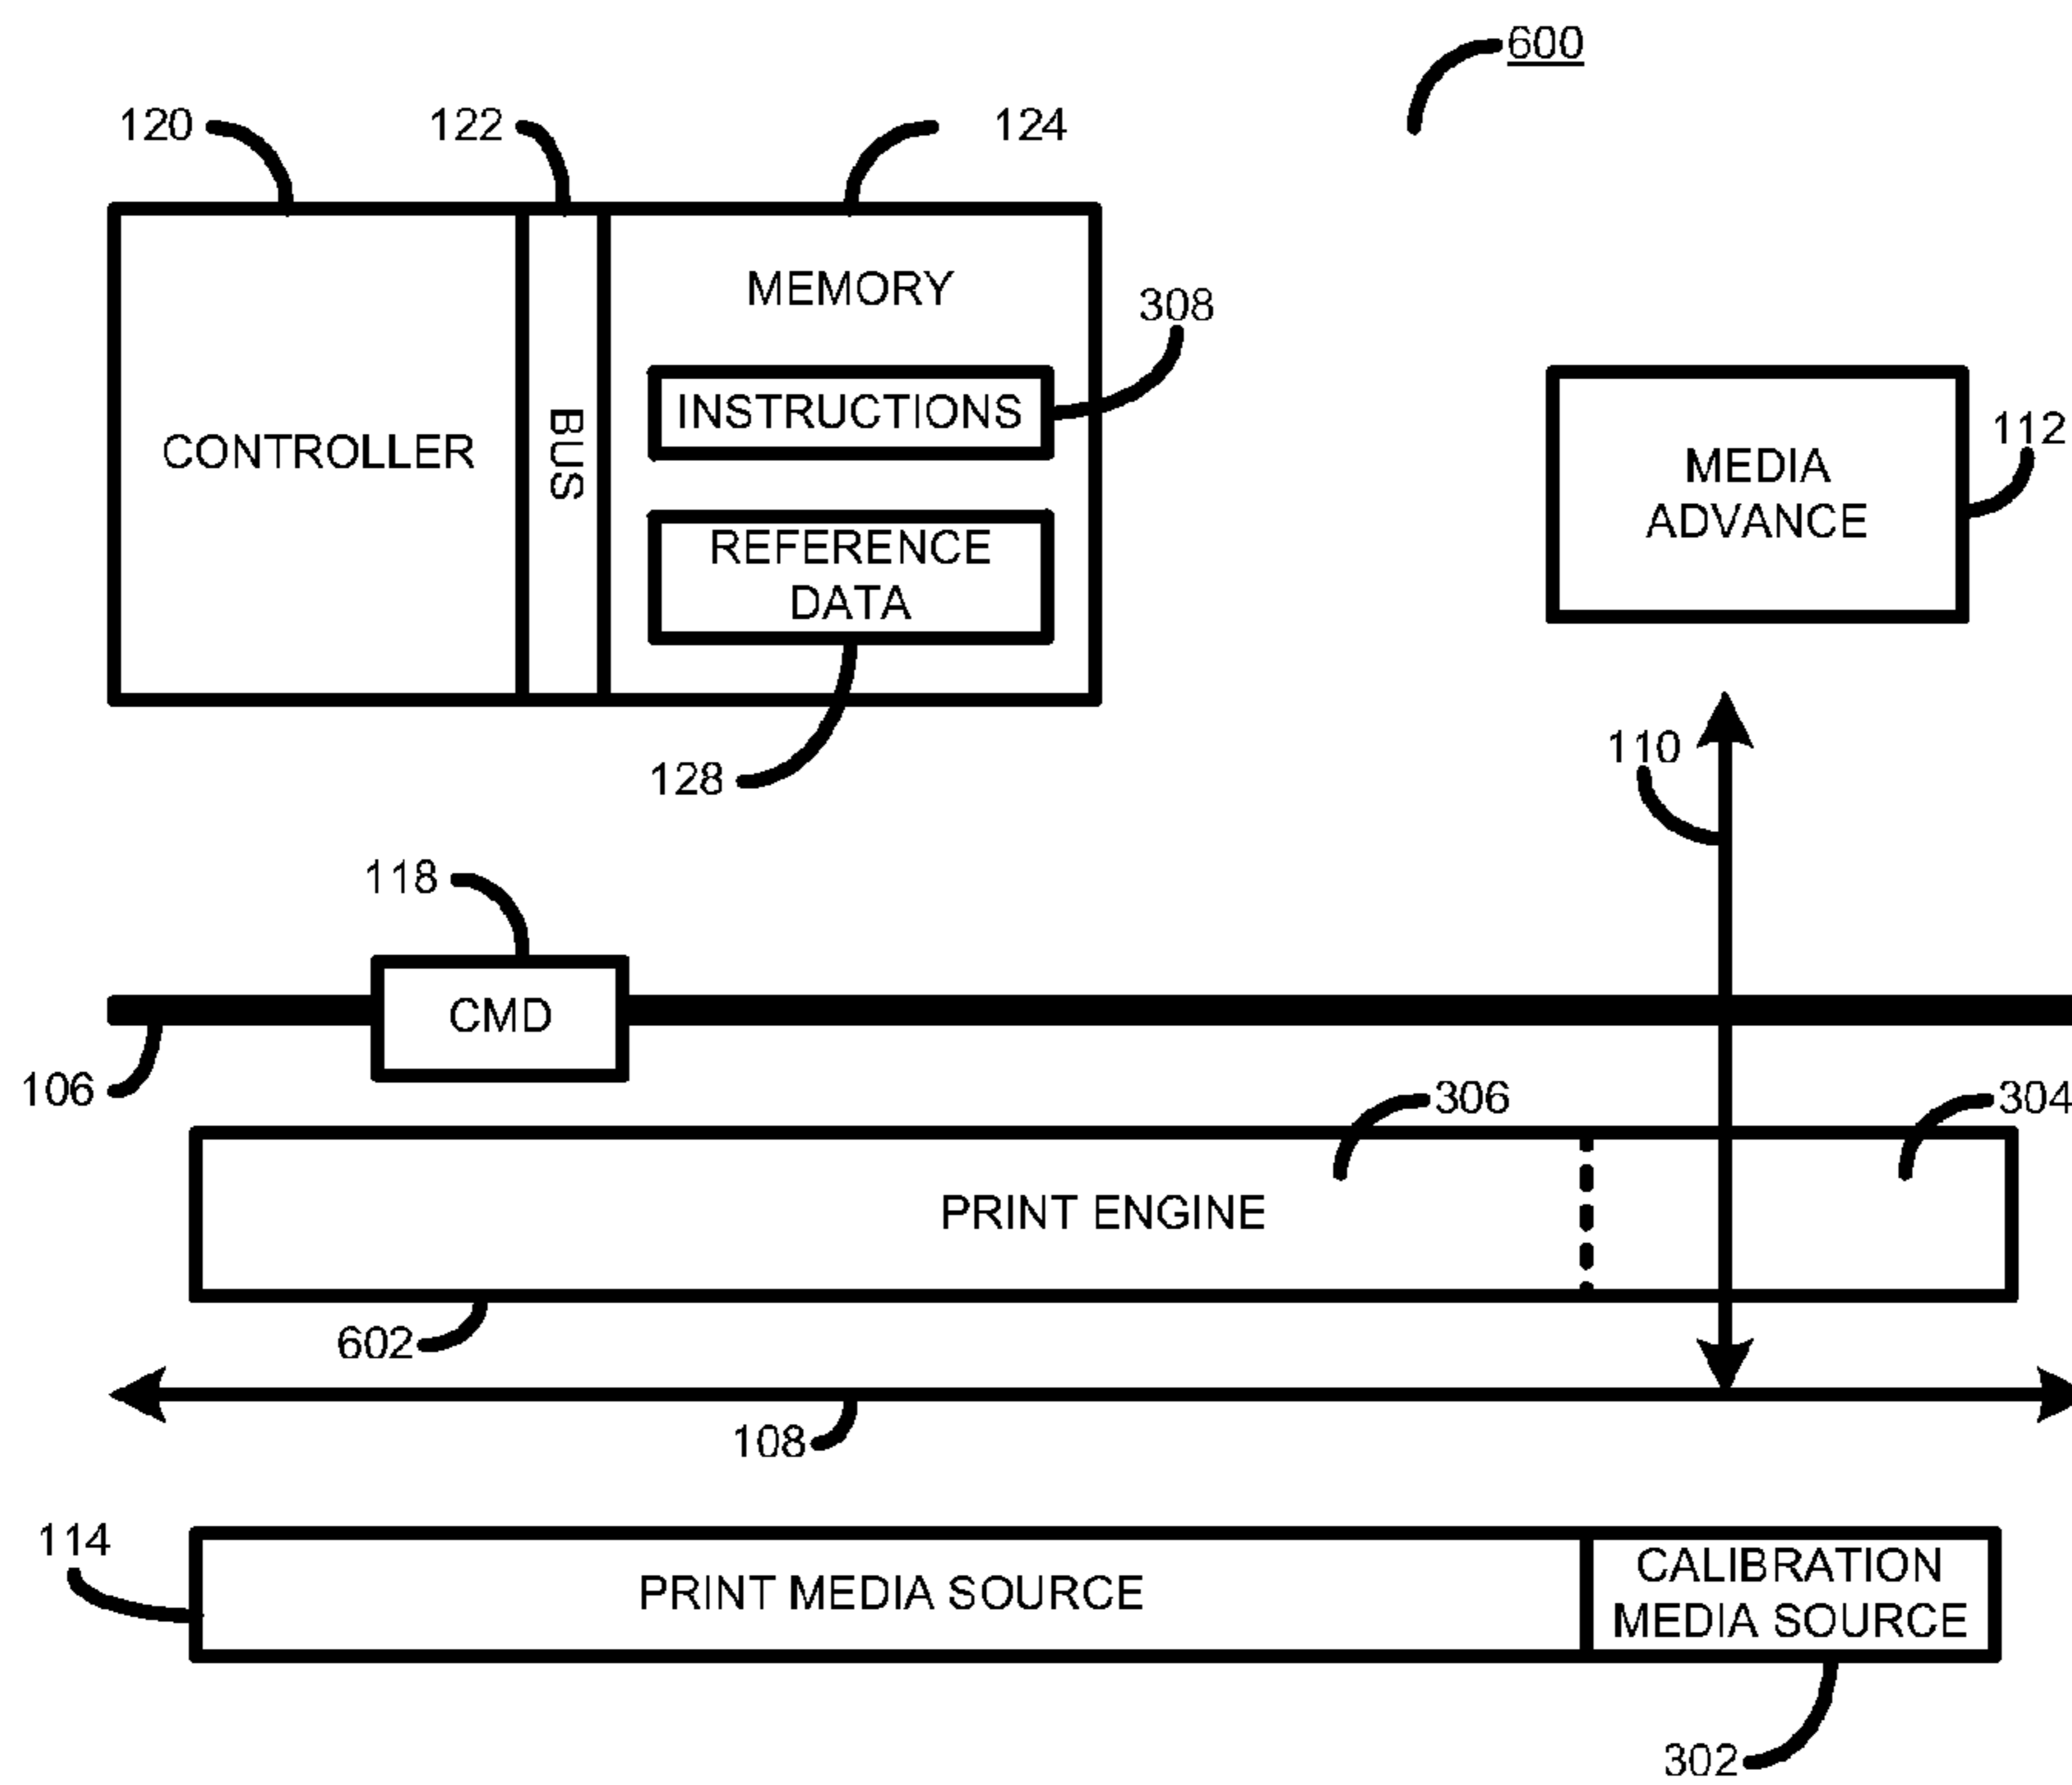 600
120
122
124
MEMORY
308
INSTRUCTIONS
CONTROLLER
BUS
112
MEDIA
ADVANCE
REFERENCE
DATA
110
128
118
CMD
106
306
304
PRINT ENGINE
602
108
114
PRINT MEDIA SOURCE
CALIBRATION
MEDIA SOURCE
302